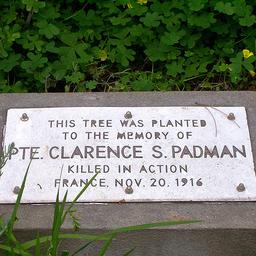 THIS TREE WAS PLANTED
TO THE MEMORY OF
PTE. CLARENCE S. PADMAN
KILLED IN ACTION
FRANCE, NOV. 20, 1916